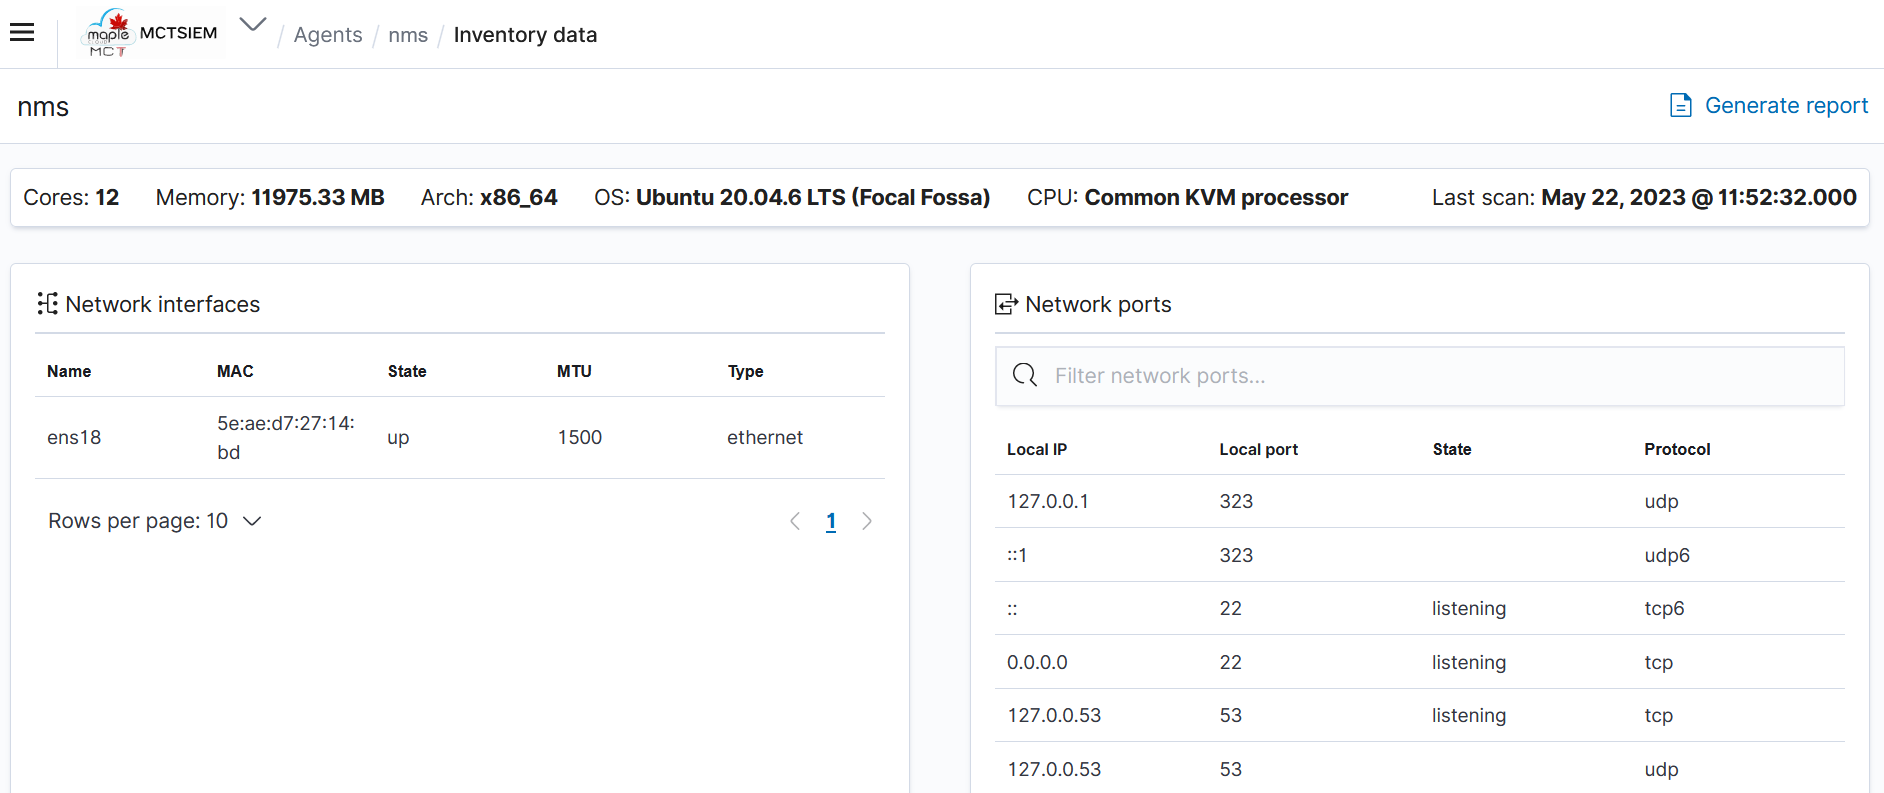 maple
MCT
MCTSIEM
/ Agents / nms / Inventory data
nms
Generate report
Cores: 12 Memory: 11975.33 MB Arch: x86_64 OS: Ubuntu 20.04.6 LTS (Focal Fossa) CPU: Common KVM processor Last scan: May 22, 2023 @ 11:52:32.000
Network interfaces
Name MAC State MTU Type
ens18 5e:ae:d7:27:14:bd up 1500 ethernet
Rows per page: 10 1
Network ports
Filter network ports...
Local IP Local port State Protocol
127.0.0.1 323 udp
::1 323 udp6
:: 22 listening tcp6
0.0.0.0 22 listening tcp
127.0.0.53 53 listening tcp
127.0.0.53 53 udp